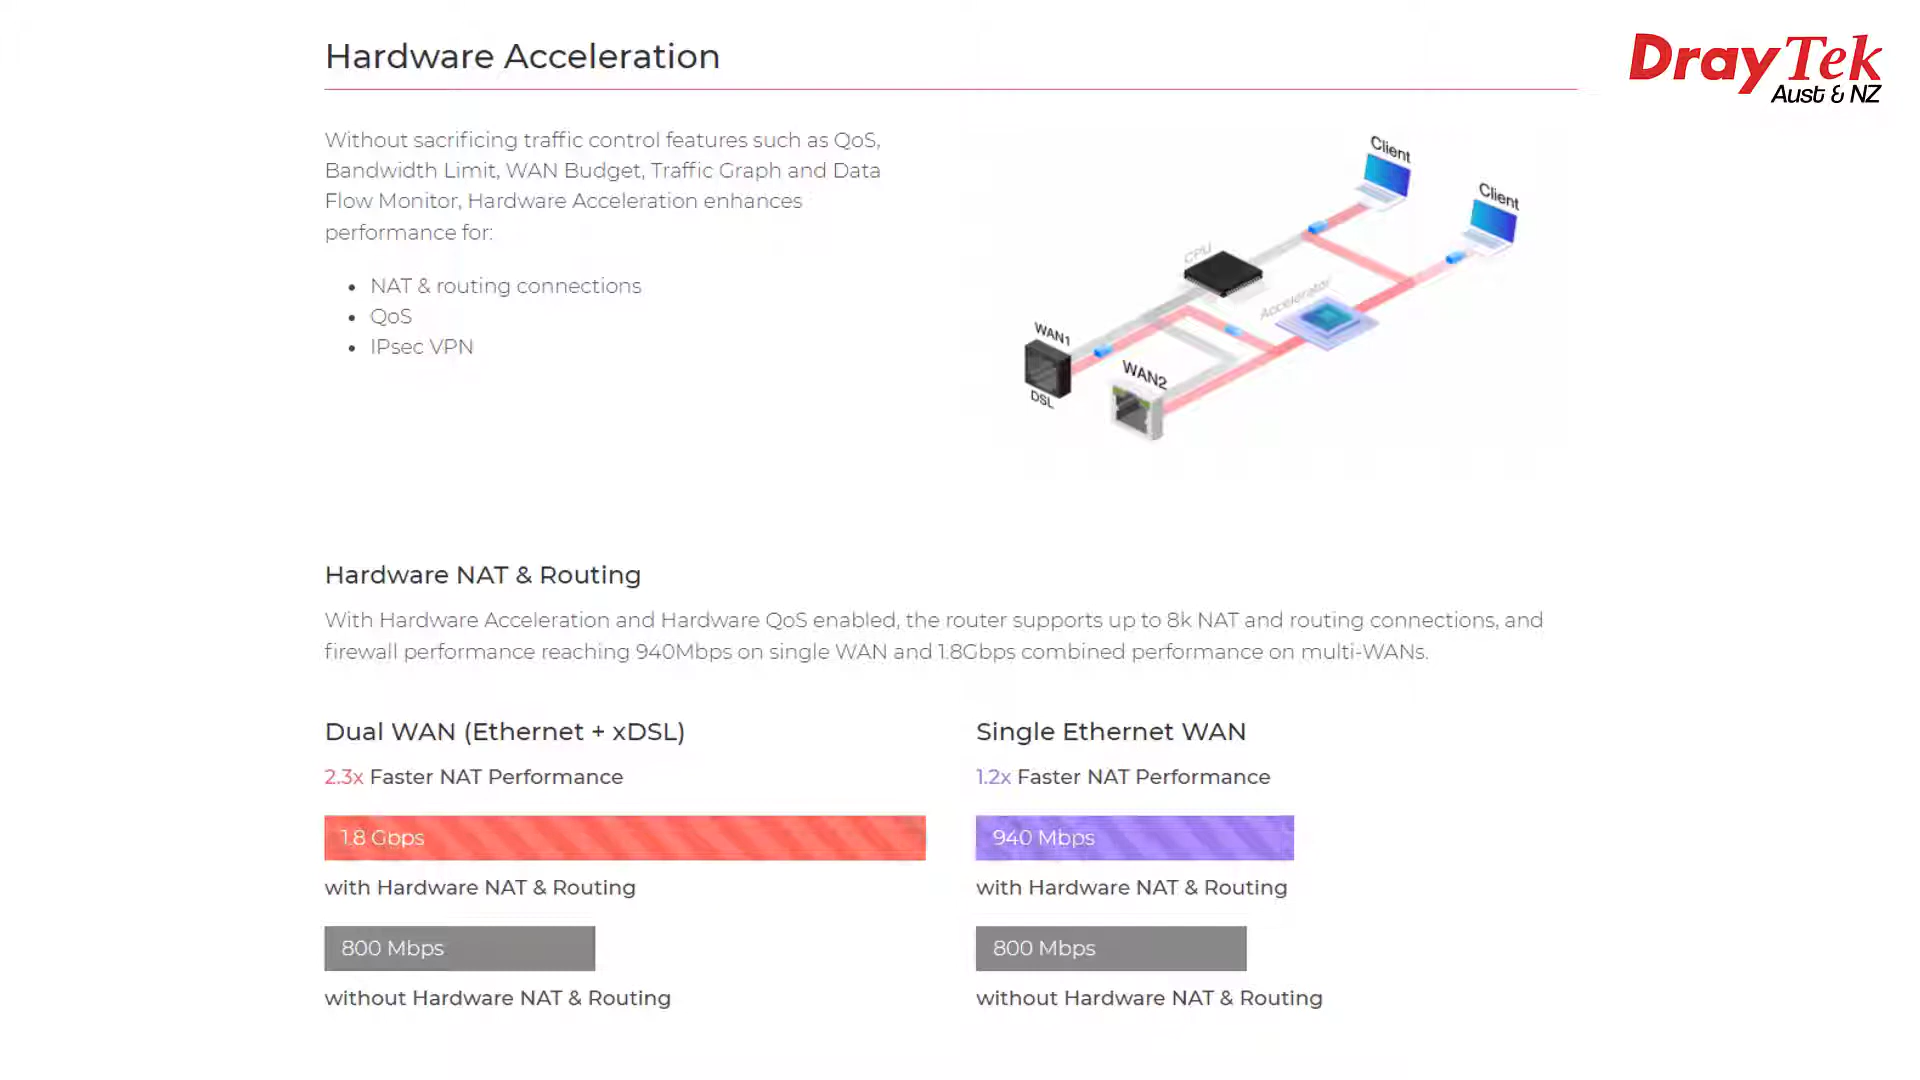 Hardware Acceleration
DrayTek
Aust & NZ
Without sacrificing traffic control features such as QoS,
Bandwidth Limit, WAN Budget, Traffic Graph and Data
Flow Monitor, Hardware Acceleration enhances
performance for:
• NAT & routing connections
• QoS
• IPsec VPN
Client
Client
CPU
Accelerator
WAN1
DSL
WAN2
Hardware NAT & Routing
With Hardware Acceleration and Hardware QoS enabled, the router supports up to 8k NAT and routing connections, and
firewall performance reaching 940Mbps on single WAN and 1.8Gbps combined performance on multi-WANs.
Dual WAN (Ethernet + xDSL)
2.3x Faster NAT Performance
1.8 Gbps
with Hardware NAT & Routing
800 Mbps
without Hardware NAT & Routing
Single Ethernet WAN
1.2x Faster NAT Performance
940 Mbps
with Hardware NAT & Routing
800 Mbps
without Hardware NAT & Routing